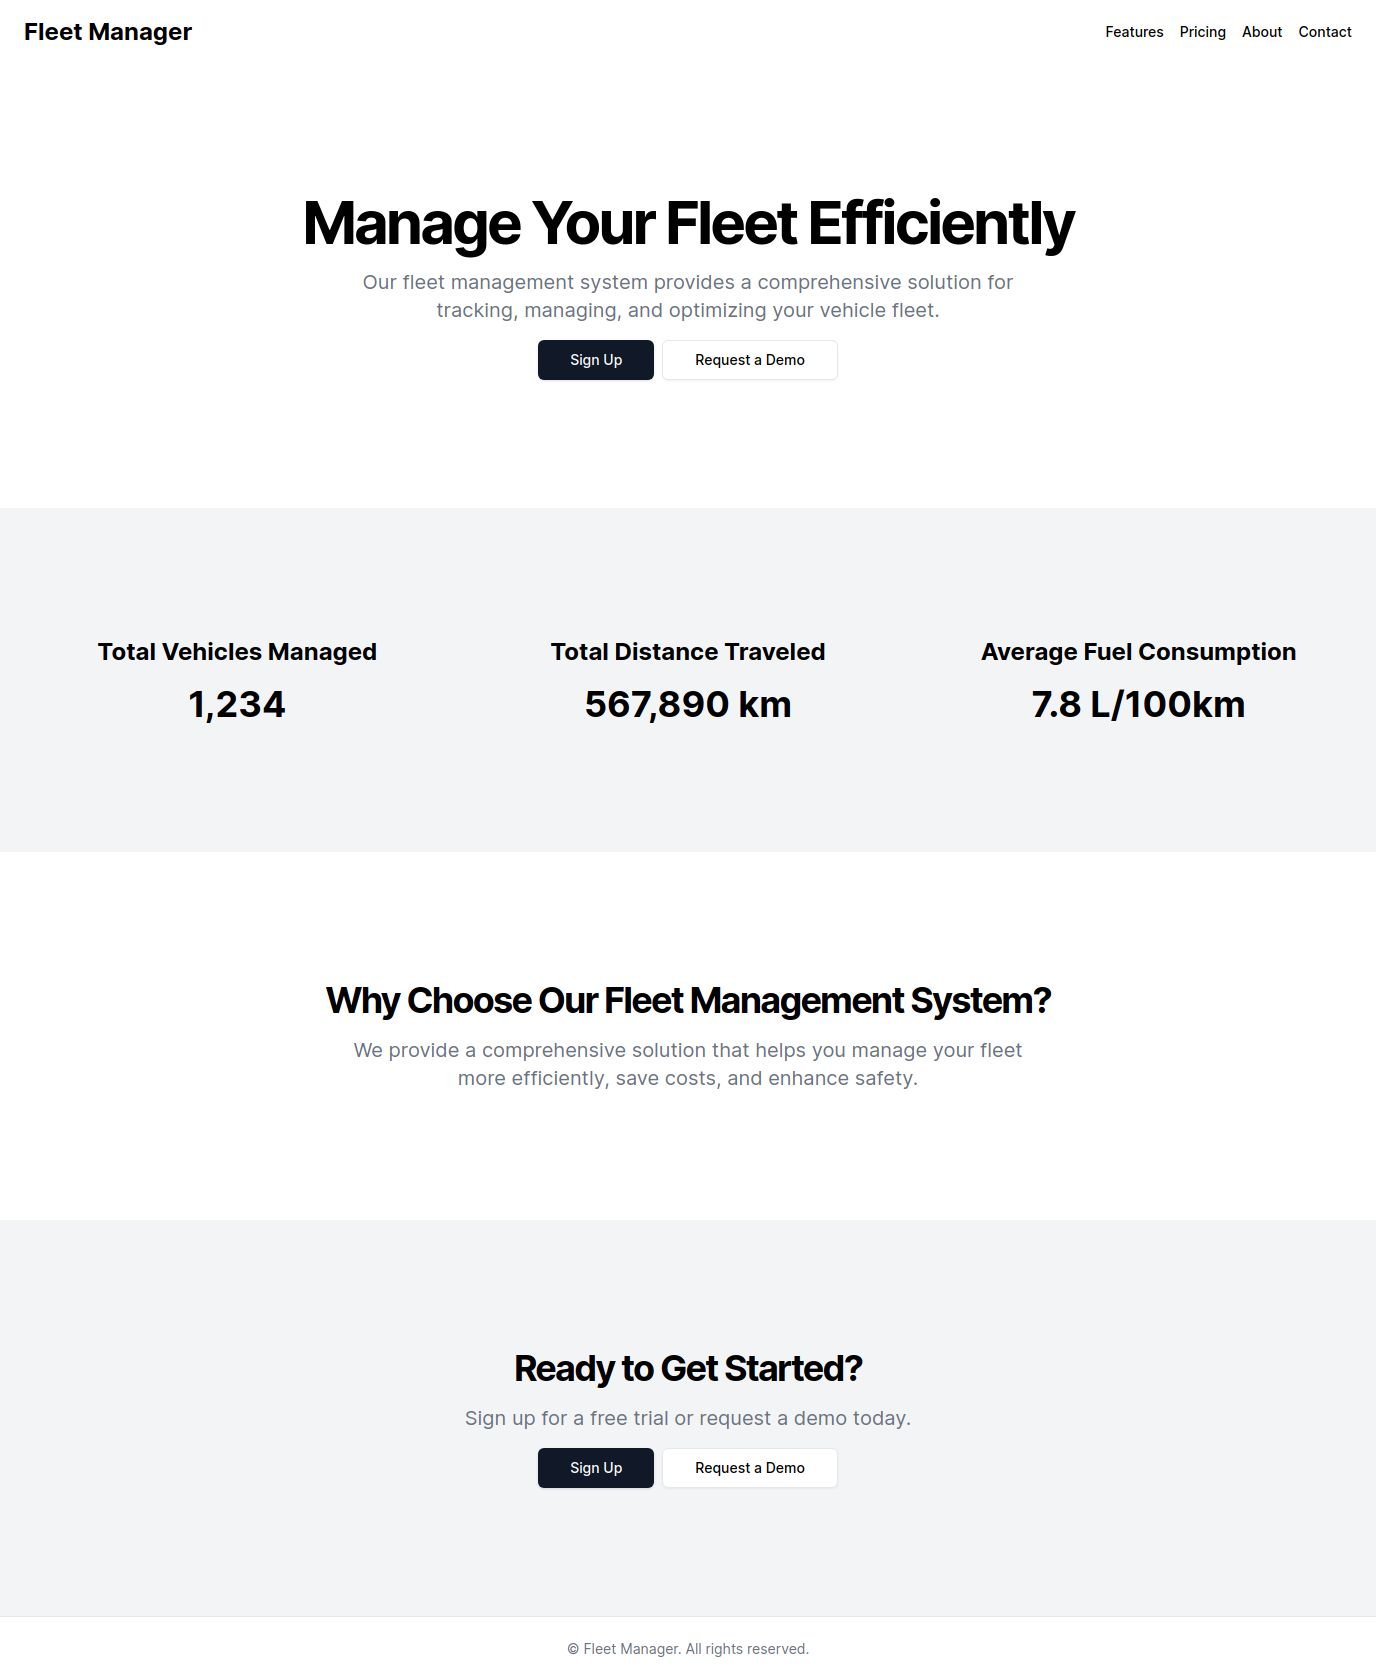 Fleet Manager
Features Pricing About Contact
Manage Your Fleet Efficiently
Our fleet management system provides a comprehensive solution for
tracking, managing, and optimizing your vehicle fleet.
Sign Up Request a Demo
Total Vehicles Managed
1,234
Total Distance Traveled
567,890 km
Average Fuel Consumption
7.8 L/100km
Why Choose Our Fleet Management System?
We provide a comprehensive solution that helps you manage your fleet
more efficiently, save costs, and enhance safety.
Ready to Get Started?
Sign up for a free trial or request a demo today.
Sign Up Request a Demo
© Fleet Manager. All rights reserved.